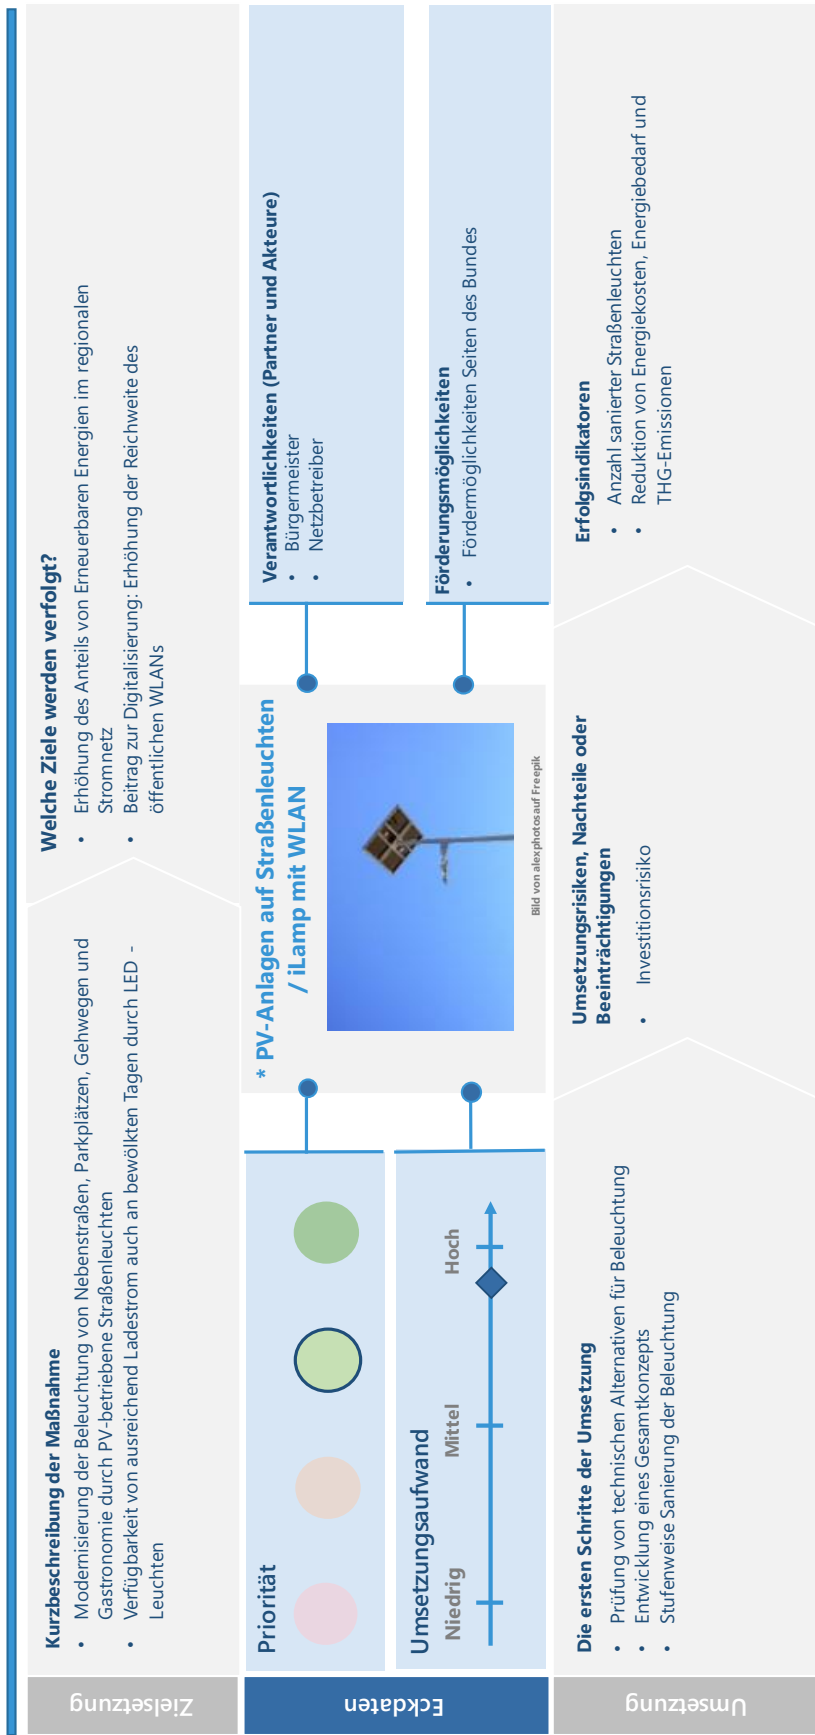 Zielsetzung
Kurzbeschreibung der Maßnahme
• Modernisierung der Beleuchtung von Nebenstraßen, Parkplätzen, Gehwegen und
Gastronomie durch PV-betriebene Straßenleuchten
• Verfügbarkeit von ausreichend Ladestrom auch an bewölkten Tagen durch LED -
Leuchten
Welche Ziele werden verfolgt?
• Erhöhung des Anteils von Erneuerbaren Energien im regionalen
Stromnetz
• Beitrag zur Digitalisierung: Erhöhung der Reichweite des
öffentlichen WLANs
Eckdaten
Priorität
Umsetzungsaufwand
Niedrig
Mittel
Hoch
* PV-Anlagen auf Straßenleuchten
/ iLamp mit WLAN
Bild von alexphotosauf Freepik
Verantwortlichkeiten (Partner und Akteure)
• Bürgermeister
• Netzbetreiber
Förderungsmöglichkeiten
• Fördermöglichkeiten Seiten des Bundes
Umsetzung
Die ersten Schritte der Umsetzung
• Prüfung von technischen Alternativen für Beleuchtung
• Entwicklung eines Gesamtkonzepts
• Stufenweise Sanierung der Beleuchtung
Umsetzungsrisiken, Nachteile oder
Beeinträchtigungen
• Investitionsrisiko
Erfolgsindikatoren
• Anzahl sanierter Straßenleuchten
• Reduktion von Energiekosten, Energiebedarf und
THG-Emissionen